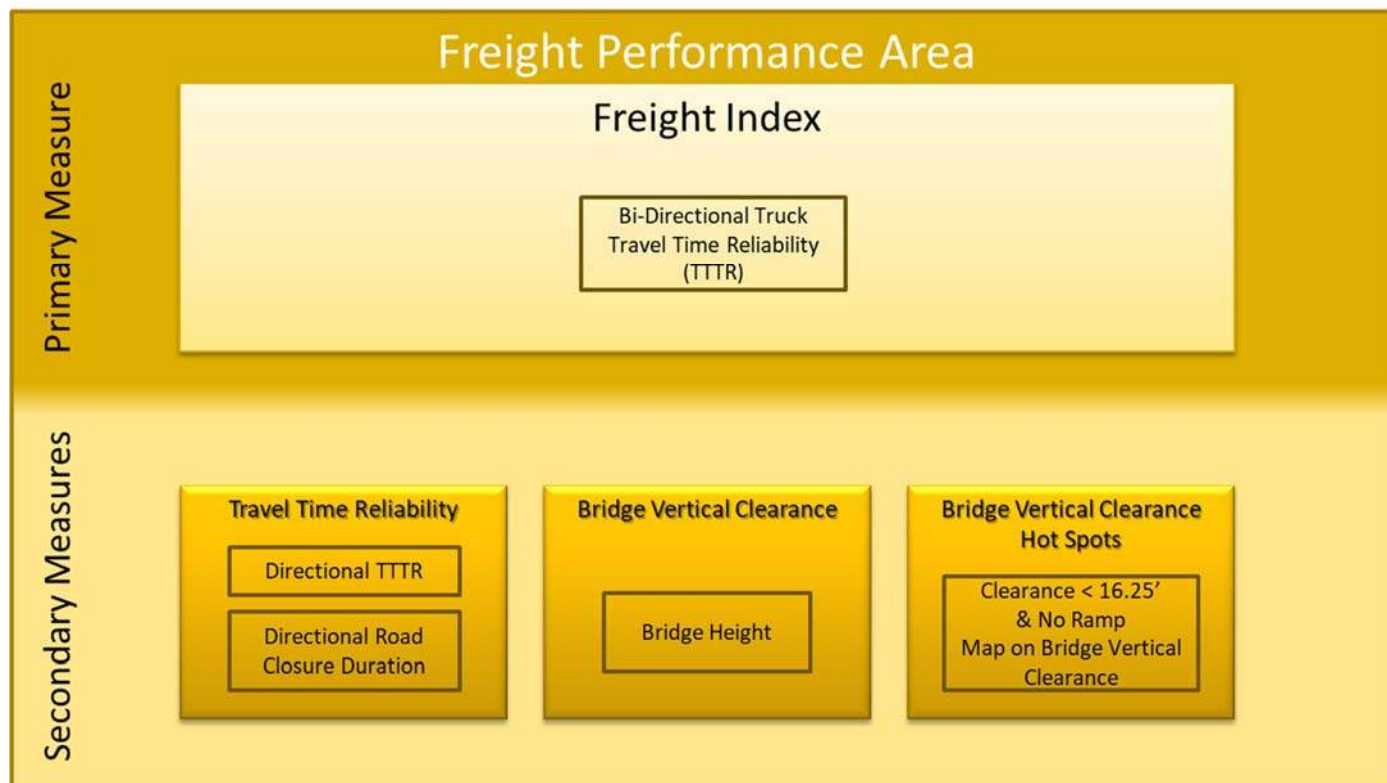 Freight Performance Area
Primary Measure
Freight Index
Bi-Directional Truck
Travel Time Reliability
(TTTR)
Secondary Measures
Travel Time Reliability
Directional TTTR
Directional Road
Closure Duration
Bridge Vertical Clearance
Bridge Height
Bridge Vertical Clearance
Hot Spots
Clearance < 16.25’
& No Ramp
Map on Bridge Vertical
Clearance